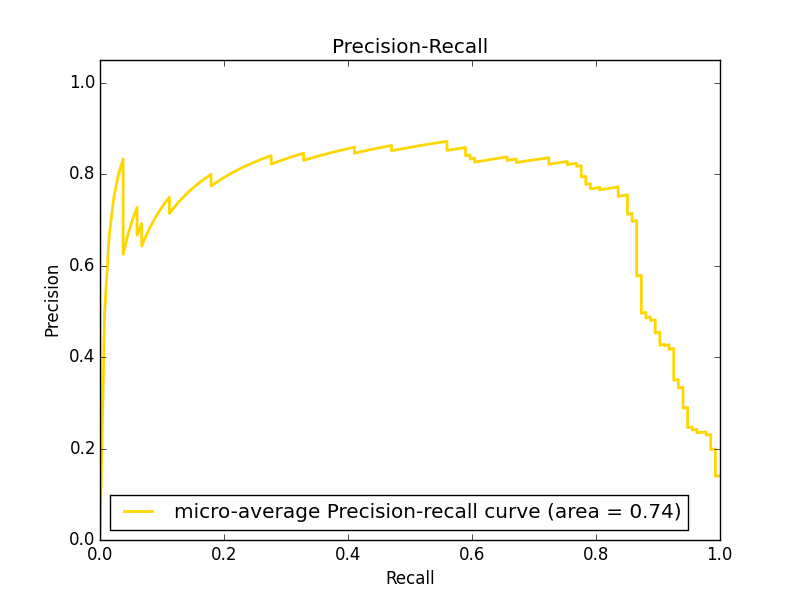 Precision-Recall
1.0
0.8
0.6
0.4
0.2
0.0
Precision
micro-average Precision-recall curve (area = 0.74)
0.0 0.2 0.4 0.6 0.8 1.0
Recall